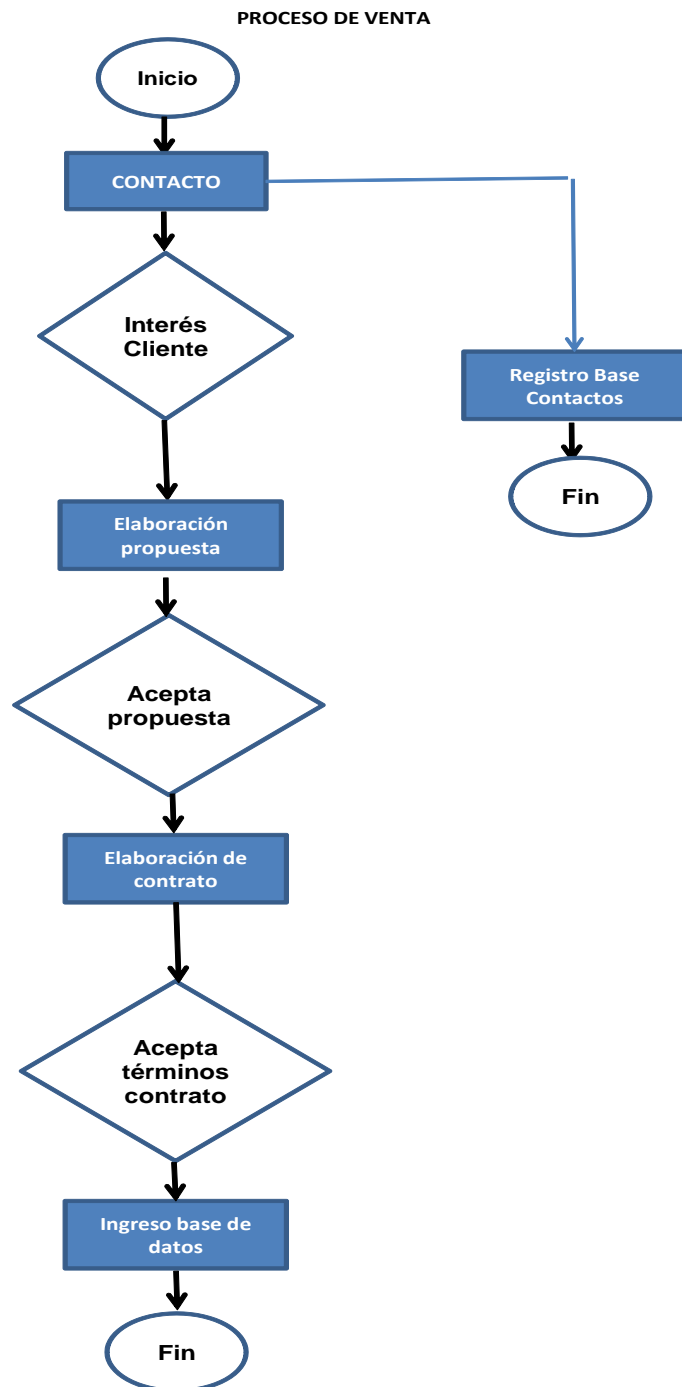 PROCESO DE VENTA
Inicio
CONTACTO
Interés
Cliente
Registro Base
Contactos
Fin
Elaboración
propuesta
Acepta
propuesta
Elaboración de
contrato
Acepta
términos
contrato
Ingreso base de
datos
Fin